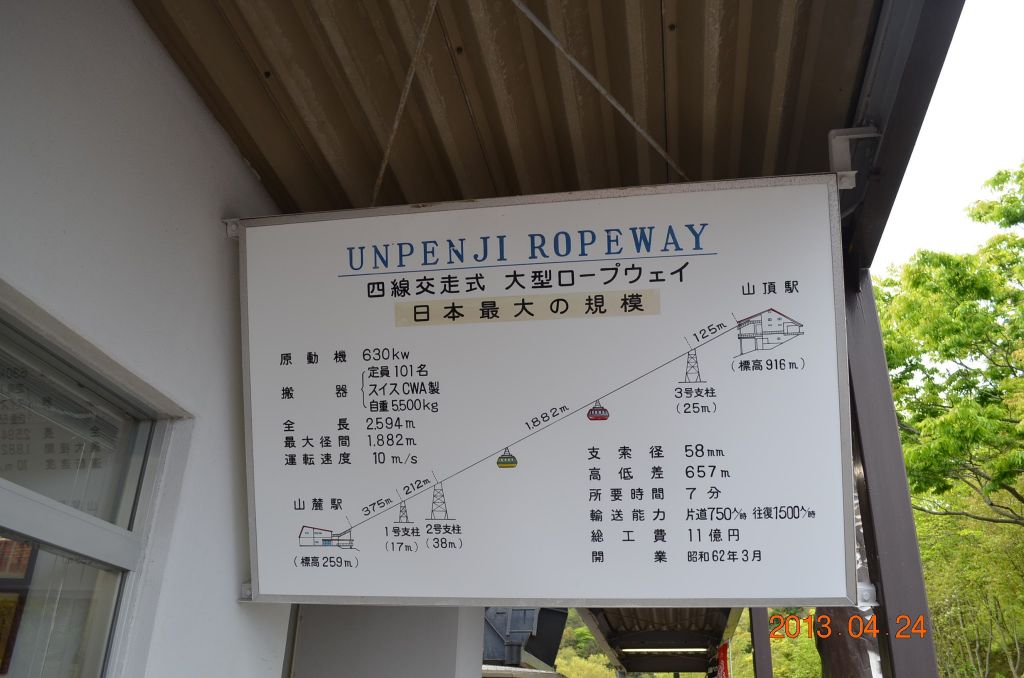 UNPENJI ROPEWAY
四線交走式 大型ロープウェイ
日本最大の規模
原動機 630kw
搬器 定員101名
スイスCWA製
自重5,500kg
全長 2,594m
最大径間 1,882m
運転速度 10m/s
山頂駅
(標高916m)
125m
3号支柱
(25m)
1,882m
212m
375m
山麓駅
(標高259m)
1号支柱
(17m)
2号支柱
(38m)
支索径 58mm
高低差 657m
所要時間 7分
輸送能力 片道750人/時 往復1500人/時
総工費 11億円
開業 昭和62年3月
2013 04 24